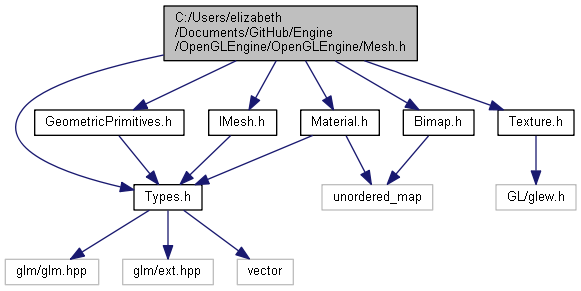 C:/Users/elizabeth
/Documents/GitHub/Engine
/OpenGLEngine/OpenGLEngine/Mesh.h
GeometricPrimitives.h
IMesh.h
Material.h
Bimap.h
Texture.h
Types.h
unordered_map
GL/glew.h
glm/glm.hpp
glm/ext.hpp
vector